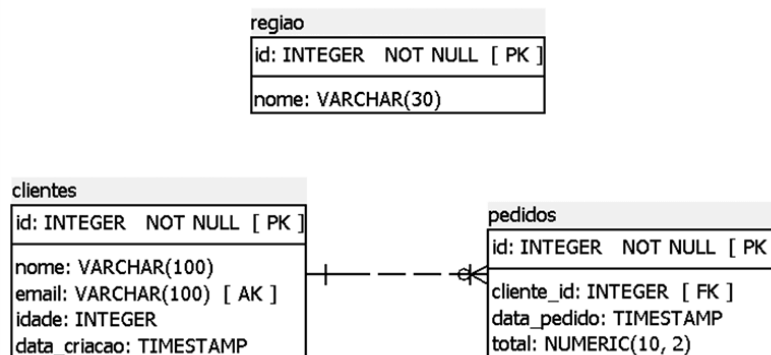 regiao
id: INTEGER NOT NULL [ PK ]
nome: VARCHAR(30)
clientes
id: INTEGER NOT NULL [ PK ]
nome: VARCHAR(100)
email: VARCHAR(100) [ AK ]
idade: INTEGER
data_criacao: TIMESTAMP
pedidos
id: INTEGER NOT NULL [ PK
cliente_id: INTEGER [ FK ]
data_pedido: TIMESTAMP
total: NUMERIC(10, 2)